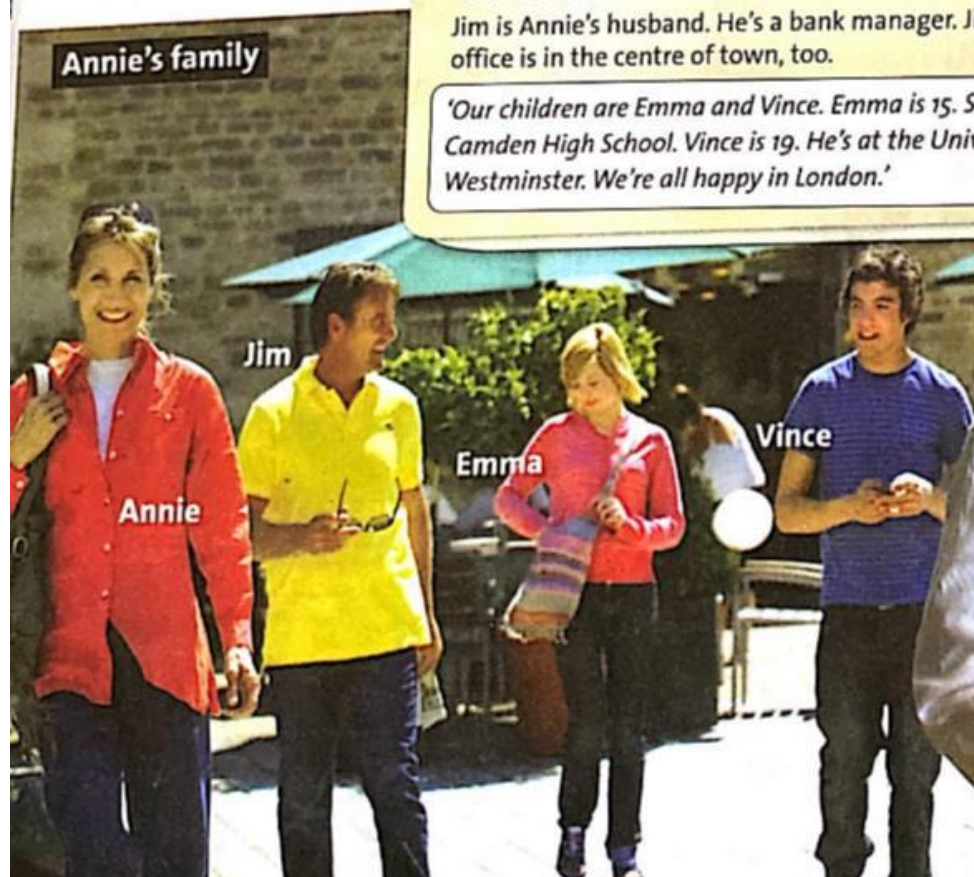 Annie's family
Jim is Annie's husband. He's a bank manager.
office is in the centre of town, too.
'Our children are Emma and Vince. Emma is 15.
Camden High School. Vince is 19. He's at the
Westminster. We're all happy in London.'
Jim
Emma
Vince
Annie